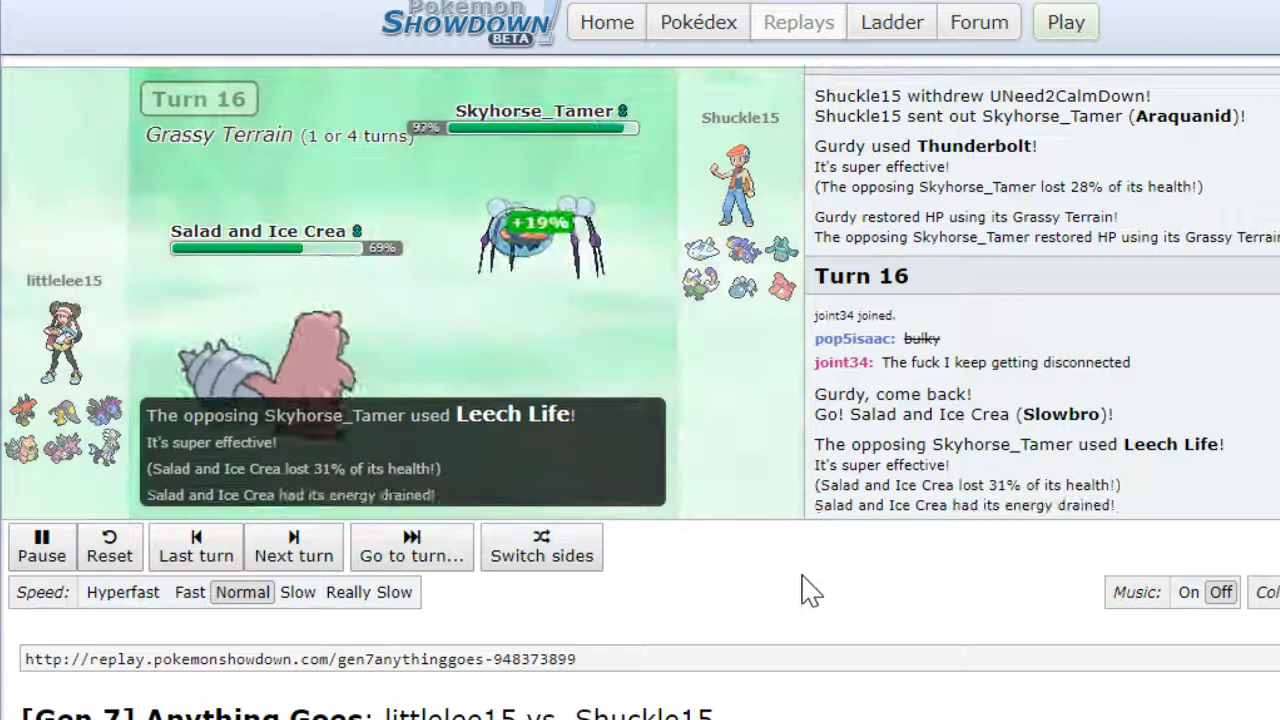 Pokémon
SHOWDOWN
BETA
Home
Pokédex
Replays
Ladder
Forum
Play
Turn 16
Grassy Terrain (1 or 4 turns)
Skyhorse_Tamer
92%
+19%
Salad and Ice Crea
69%
littlelee15
Shuckle15
The opposing Skyhorse_Tamer used Leech Life!
It's super effective!
(Salad and Ice Crea lost 31% of its health!)
Salad and Ice Crea had its energy drained!
Shuckle15 withdrew UNeed2CalmDown!
Shuckle15 sent out Skyhorse_Tamer (Araquanid)!
Gurdy used Thunderbolt!
It's super effective!
(The opposing Skyhorse_Tamer lost 28% of its health!)
Gurdy restored HP using its Grassy Terrain!
The opposing Skyhorse_Tamer restored HP using its Grassy Terrain
Turn 16
joint34 joined.
pop5isaac: bulky
joint34: The fuck I keep getting disconnected
Gurdy, come back!
Go! Salad and Ice Crea (Slowbro)!
The opposing Skyhorse_Tamer used Leech Life!
It's super effective!
(Salad and Ice Crea lost 31% of its health!)
Salad and Ice Crea had its energy drained!
Pause
Reset
Last turn
Next turn
Go to turn...
Switch sides
Speed: Hyperfast Fast Normal Slow Really Slow
Music: On Off
Col
http://replay.pokemonshowdown.com/gen7anythinggoes-948373899
[Gen 7] Anything Goes: littlelee15 vs. Shuckle15